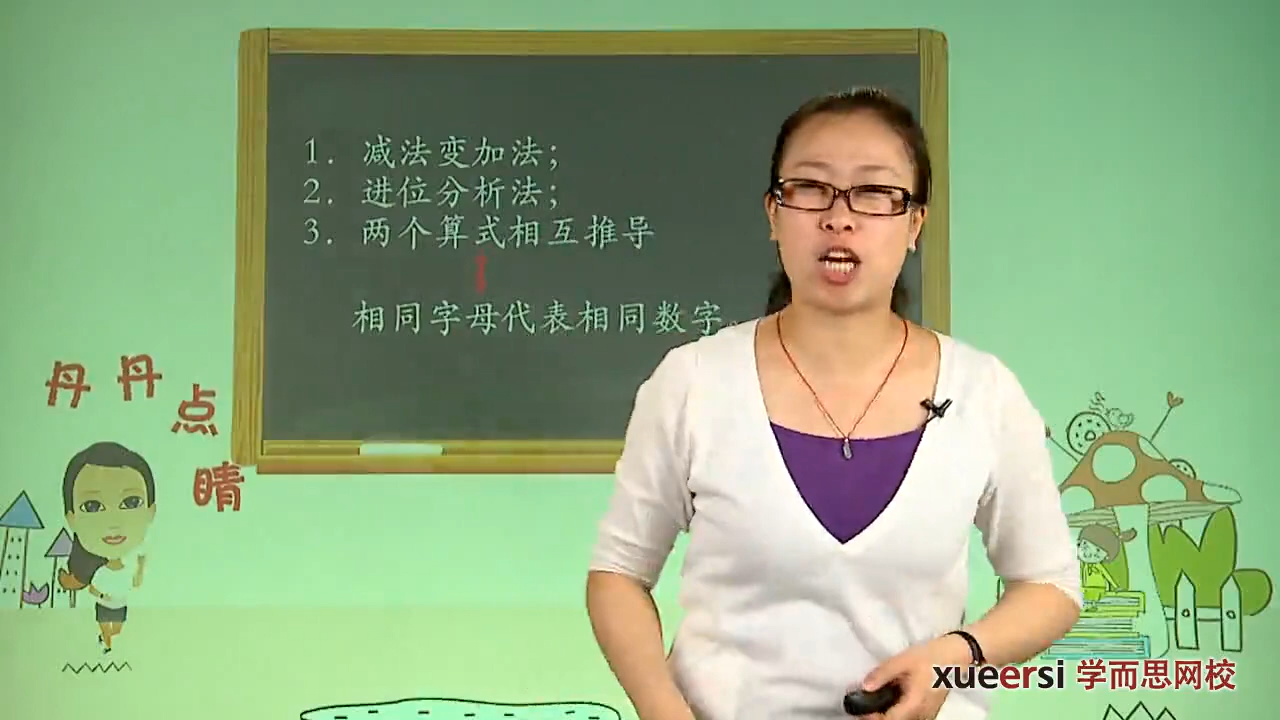 1. 减法变加法;
2. 进位分析法;
3. 两个算式相互推导
相同字母代表相同数字。
丹丹点睛
xueersi 学而思网校